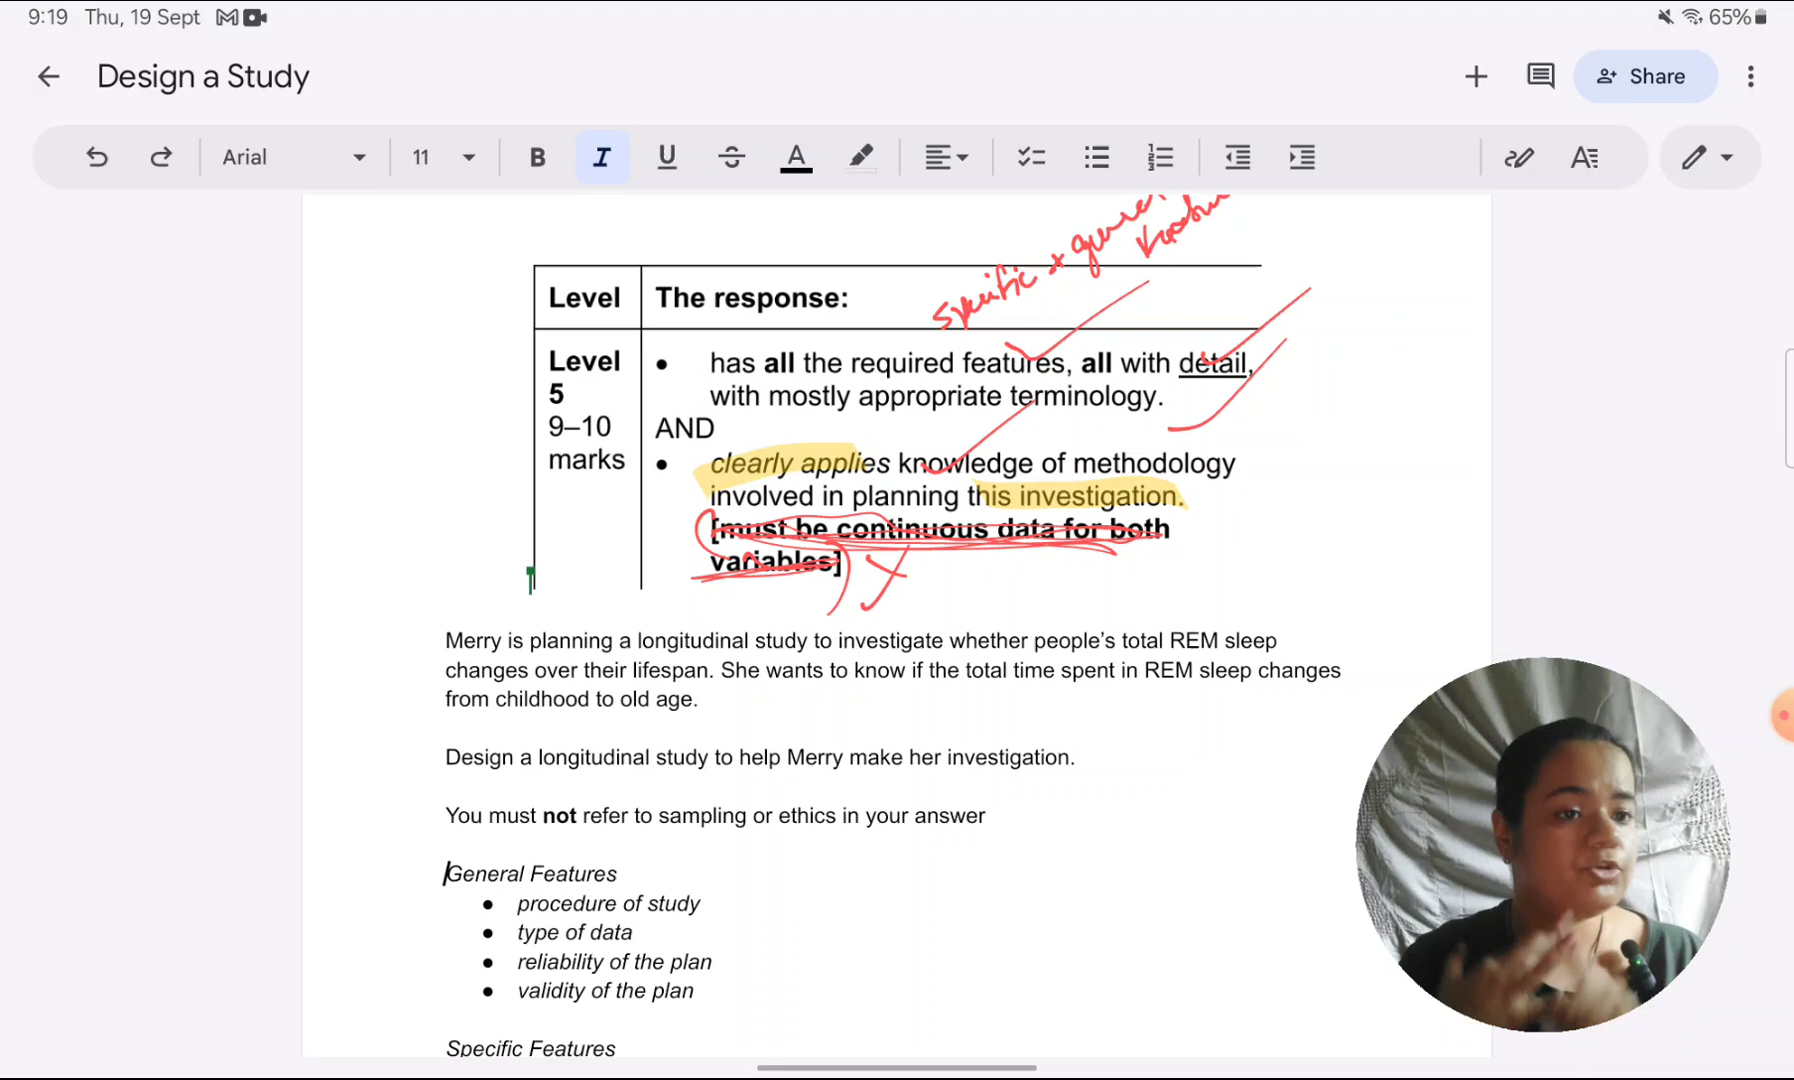 9:19 Thu, 19 Sept 65%
Design a Study
Share
Arial 11 B I U A
specific +
Level The response:
Level 5 9–10 marks
• has all the required features, all with detail,
with mostly appropriate terminology.
AND
• clearly applies knowledge of methodology
involved in planning this investigation.
[must be continuous data for both
variables]
Merry is planning a longitudinal study to investigate whether people's total REM sleep
changes over their lifespan. She wants to know if the total time spent in REM sleep changes
from childhood to old age.
Design a longitudinal study to help Merry make her investigation.
You must not refer to sampling or ethics in your answer
General Features
• procedure of study
• type of data
• reliability of the plan
• validity of the plan
Specific Features